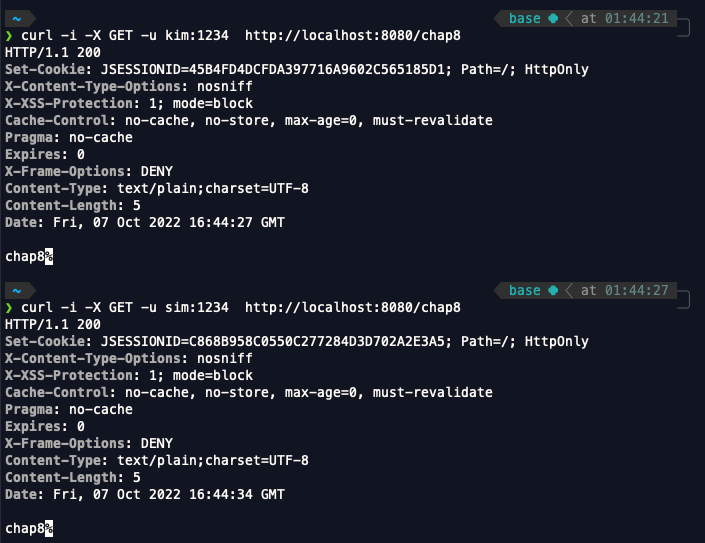 ~ base at 01:44:21
❯ curl -i -X GET -u kim:1234  http://localhost:8080/chap8
HTTP/1.1 200
Set-Cookie: JSESSIONID=45B4FD4DCFDA397716A9602C565185D1; Path=/; HttpOnly
X-Content-Type-Options: nosniff
X-XSS-Protection: 1; mode=block
Cache-Control: no-cache, no-store, max-age=0, must-revalidate
Pragma: no-cache
Expires: 0
X-Frame-Options: DENY
Content-Type: text/plain;charset=UTF-8
Content-Length: 5
Date: Fri, 07 Oct 2022 16:44:27 GMT

chap8%
~ base at 01:44:27
❯ curl -i -X GET -u sim:1234  http://localhost:8080/chap8
HTTP/1.1 200
Set-Cookie: JSESSIONID=C868B958C0550C277284D3D702A2E3A5; Path=/; HttpOnly
X-Content-Type-Options: nosniff
X-XSS-Protection: 1; mode=block
Cache-Control: no-cache, no-store, max-age=0, must-revalidate
Pragma: no-cache
Expires: 0
X-Frame-Options: DENY
Content-Type: text/plain;charset=UTF-8
Content-Length: 5
Date: Fri, 07 Oct 2022 16:44:34 GMT

chap8%